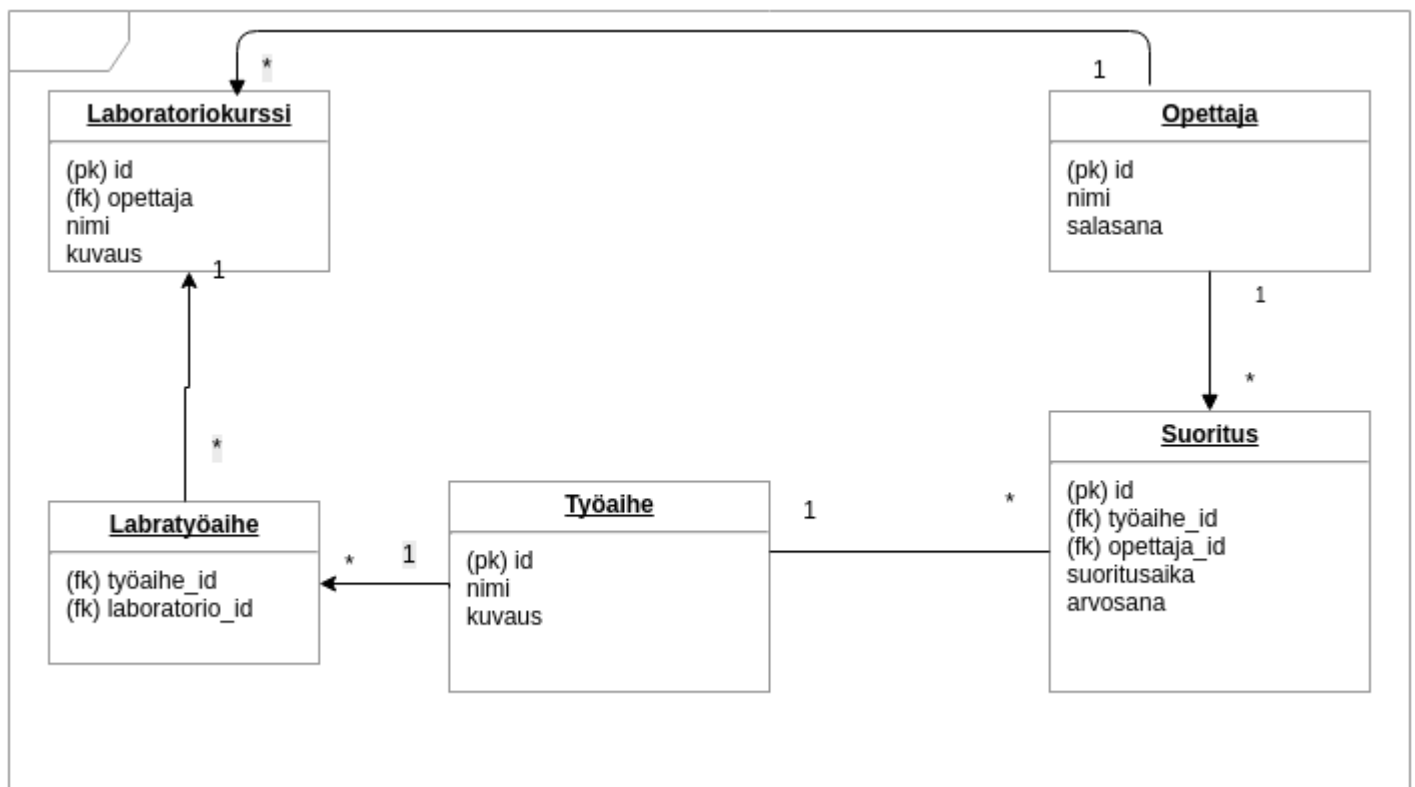 *
1
Laboratoriokurssi
(pk) id
(fk) opettaja
nimi
kuvaus
1
Opettaja
(pk) id
nimi
salasana
1
*
*
Labratyöaihe
(fk) työaihe_id
(fk) laboratorio_id
*
1
Työaihe
(pk) id
nimi
kuvaus
1
*
Suoritus
(pk) id
(fk) työaihe_id
(fk) opettaja_id
suoritusaika
arvosana